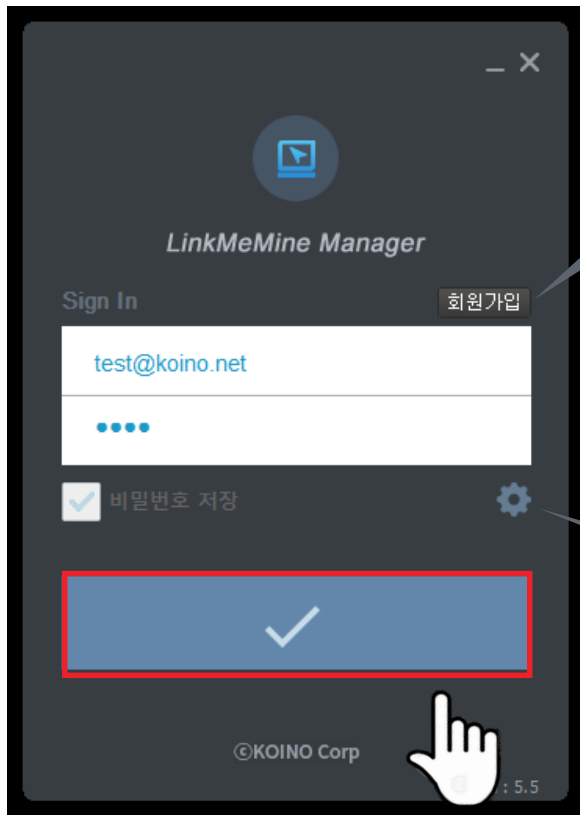 LinkMeMine Manager
Sign In
회원가입
test@koino.net
비밀번호 저장
ⓒKOINO Corp
: 5.5